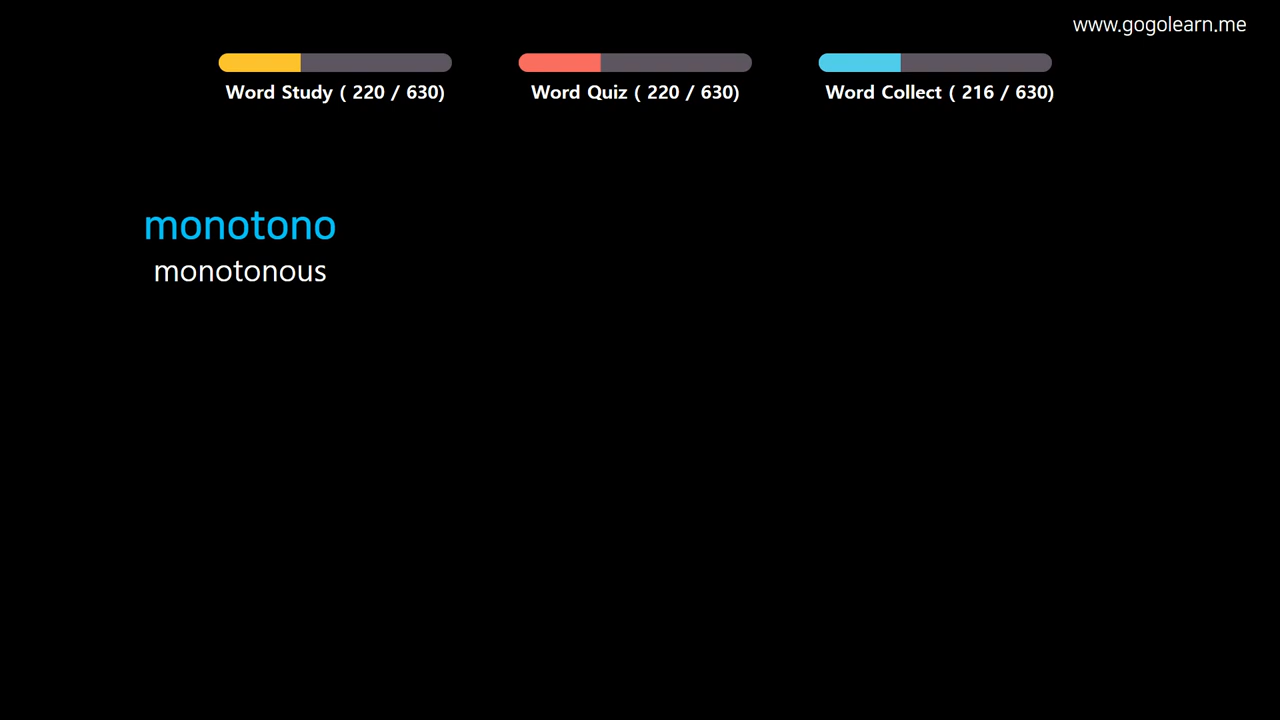 www.gogolearn.me
Word Study ( 220 / 630)
Word Quiz ( 220 / 630)
Word Collect ( 216 / 630)
monotono
monotonous